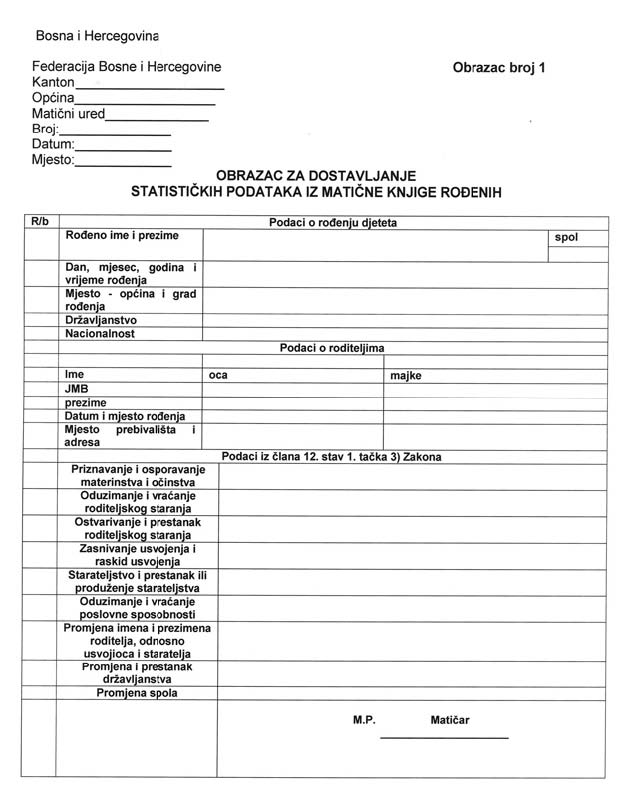 Bosna i Hercegovina
Federacija Bosne i Hercegovine
Obrazac broj 1
Kanton
Općina
Matični ured
Broj:
Datum:
Mjesto:
OBRAZAC ZA DOSTAVLJANJE
STATISTIČKIH PODATAKA IZ MATIČNE KNJIGE ROĐENIH
R/b
Podaci o rođenju djeteta
Rođeno ime i prezime
spol
Dan, mjesec, godina i
vrijeme rođenja
Mjesto - općina i grad
rođenja
Državljanstvo
Nacionalnost
Podaci o roditeljima
Ime oca majke
JMB
prezime
Datum i mjesto rođenja
Mjesto prebivališta i
adresa
Podaci iz člana 12. stav 1. tačka 3) Zakona
Priznavanje i osporavanje
materinstva i očinstva
Oduzimanje i vraćanje
roditeljskog staranja
Ostvarivanje i prestanak
roditeljskog staranja
Zasnivanje usvojenja i
raskid usvojenja
Starateljstvo i prestanak ili
produženje starateljstva
Oduzimanje i vraćanje
poslovne sposobnosti
Promjena imena i prezimena
roditelja, odnosno
usvojioca i staratelja
Promjena i prestanak
državljanstva
Promjena spola
M.P. Matičar